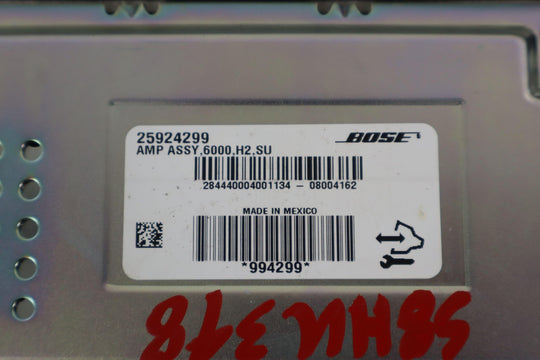 25924299
BOSE
AMP ASSY,6000,H2,SU
284440004001134 - 08004162
MADE IN MEXICO
*994299*